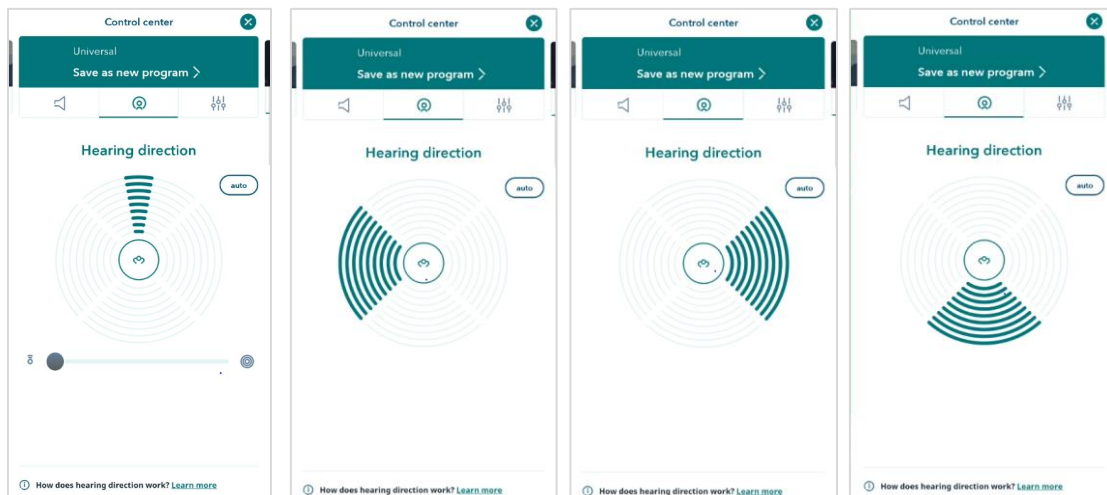 Control center
Universal
Save as new program
Hearing direction
auto
How does hearing direction work? Learn more
Control center
Universal
Save as new program
Hearing direction
auto
How does hearing direction work? Learn more
Control center
Universal
Save as new program
Hearing direction
auto
How does hearing direction work? Learn more
Control center
Universal
Save as new program
Hearing direction
auto
How does hearing direction work? Learn more